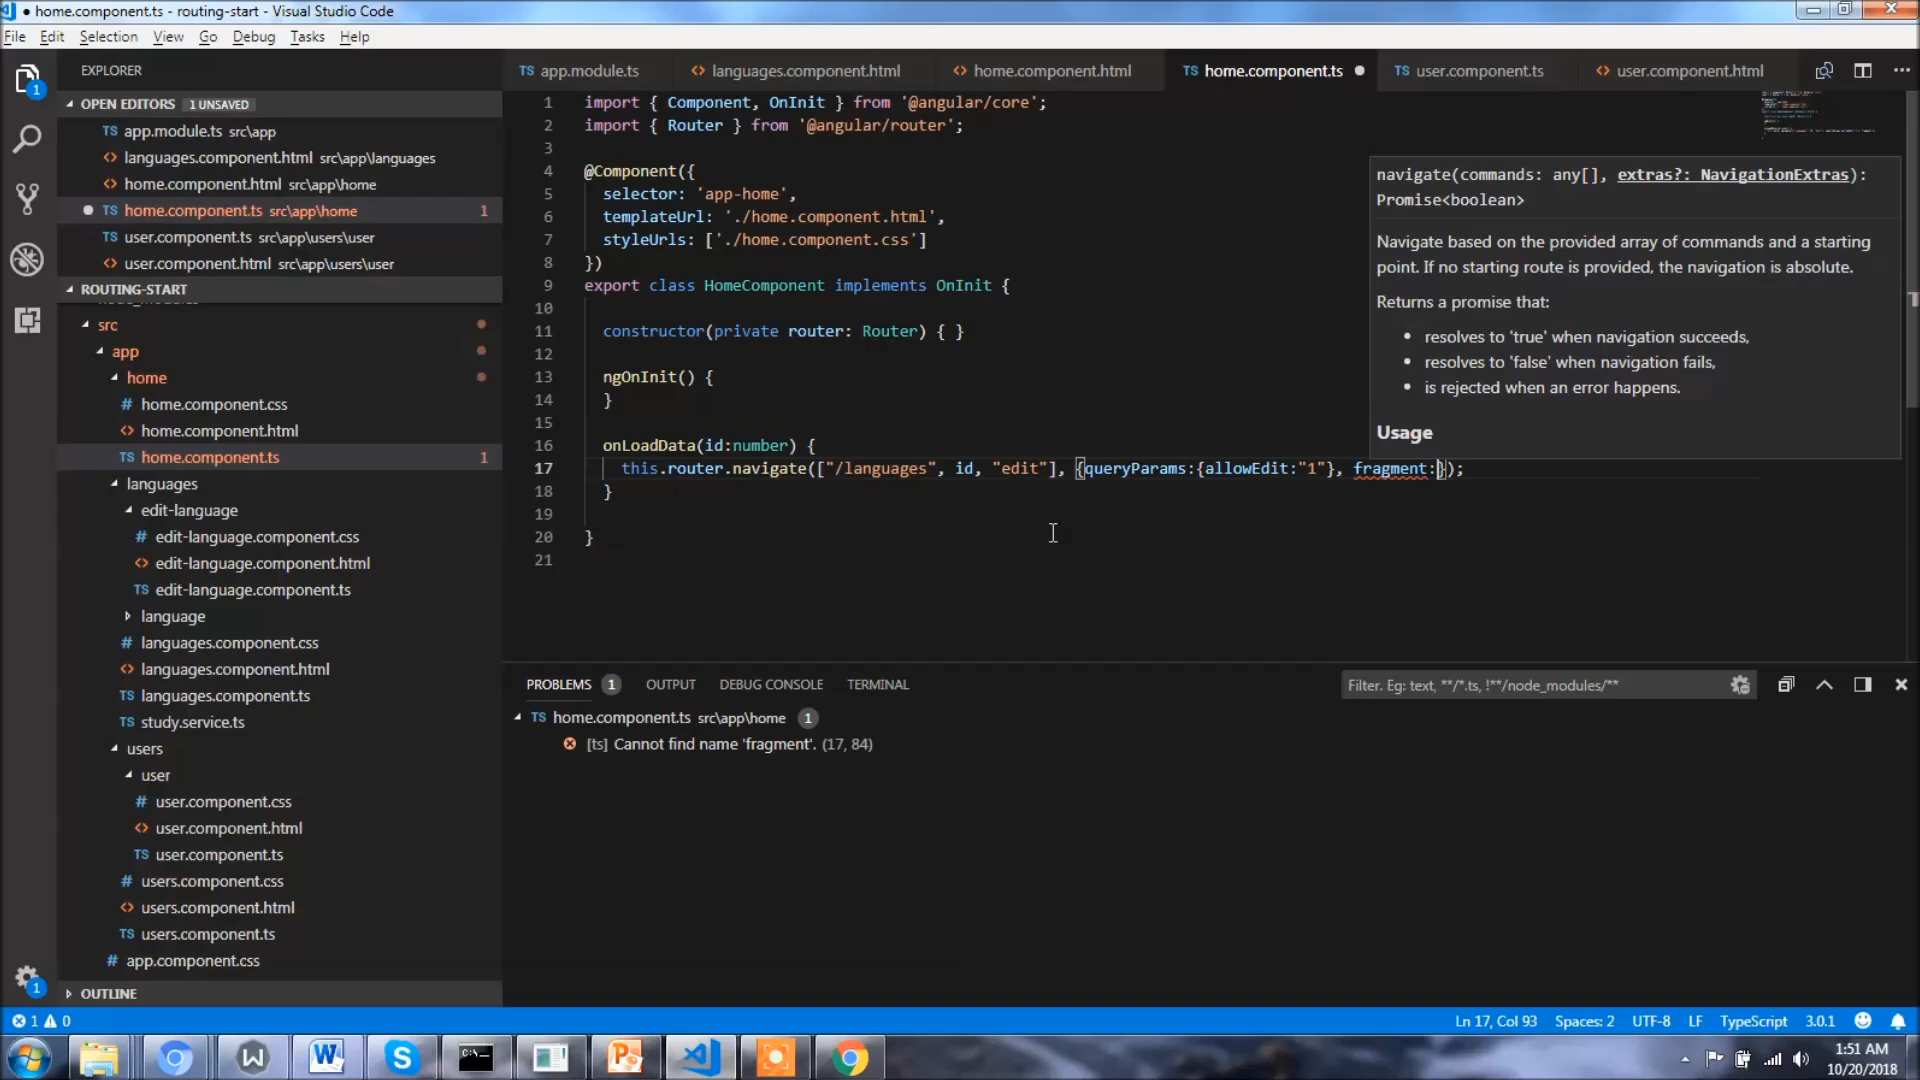 ● home.component.ts - routing-start - Visual Studio Code
File Edit Selection View Go Debug Tasks Help
EXPLORER
OPEN EDITORS 1 UNSAVED
TS app.module.ts src\app
<> languages.component.html src\app\languages
<> home.component.html src\app\home
● TS home.component.ts src\app\home 1
TS user.component.ts src\app\users\user
<> user.component.html src\app\users\user
ROUTING-START
src
app
home
# home.component.css
<> home.component.html
TS home.component.ts 1
languages
edit-language
# edit-language.component.css
<> edit-language.component.html
TS edit-language.component.ts
language
# languages.component.css
<> languages.component.html
TS languages.component.ts
TS study.service.ts
users
user
# user.component.css
<> user.component.html
TS user.component.ts
# users.component.css
<> users.component.html
TS users.component.ts
# app.component.css
OUTLINE
1
1
TS app.module.ts <> languages.component.html <> home.component.html TS home.component.ts ● TS user.component.ts <> user.component.html
1 import { Component, OnInit } from '@angular/core';
2 import { Router } from '@angular/router';
3
4 @Component({
5 selector: 'app-home',
6 templateUrl: './home.component.html',
7 styleUrls: ['./home.component.css']
8 })
9 export class HomeComponent implements OnInit {
10
11 constructor(private router: Router) { }
12
13 ngOnInit() {
14 }
15
16 onLoadData(id:number) {
17 this.router.navigate(["/languages", id, "edit"], {queryParams:{allowEdit:"1"}, fragment:});
18 }
19
20 }
21
navigate(commands: any[], extras?: NavigationExtras):
Promise<boolean>
Navigate based on the provided array of commands and a starting
point. If no starting route is provided, the navigation is absolute.
Returns a promise that:
• resolves to 'true' when navigation succeeds,
• resolves to 'false' when navigation fails,
• is rejected when an error happens.
Usage
PROBLEMS 1 OUTPUT DEBUG CONSOLE TERMINAL
Filter. Eg: text, **/*.ts, !**/node_modules/**
TS home.component.ts src\app\home 1
[ts] Cannot find name 'fragment'. (17, 84)
1 0
Ln 17, Col 93 Spaces: 2 UTF-8 LF TypeScript 3.0.1
1:51 AM
10/20/2018